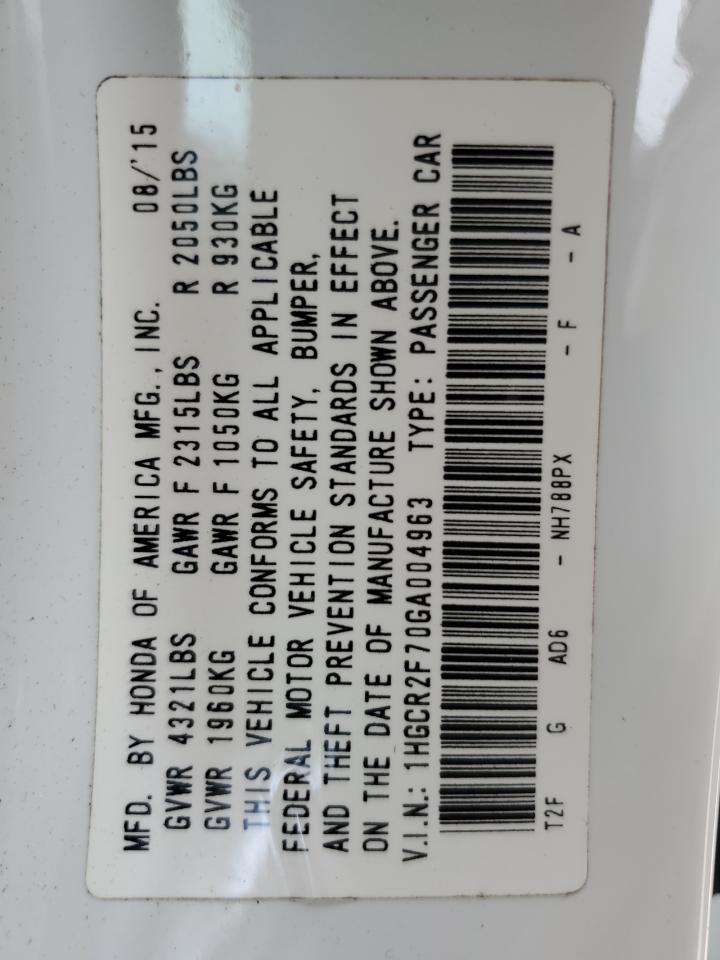 MFD. BY HONDA OF AMERICA MFG., INC. 08/'15
GVWR 4321LBS GAWR F 2315LBS R 2050LBS
GVWR 1960KG GAWR F 1050KG R 930KG
THIS VEHICLE CONFORMS TO ALL APPLICABLE
FEDERAL MOTOR VEHICLE SAFETY, BUMPER,
AND THEFT PREVENTION STANDARDS IN EFFECT
ON THE DATE OF MANUFACTURE SHOWN ABOVE.
V.I.N.: 1HGCR2F70GA004963 TYPE: PASSENGER CAR
T2F G AD6 - NH788PX - F - A